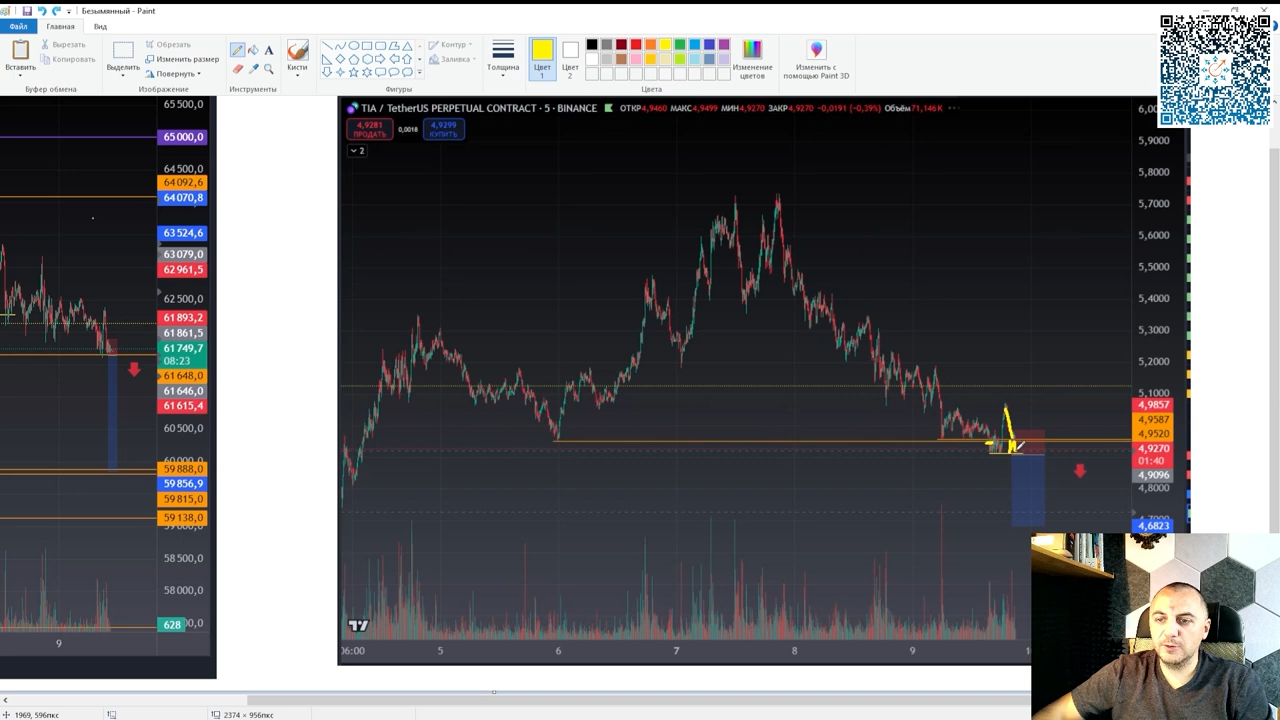 Безымянный - Paint
Файл
Главная
Вид
Вставить
Вырезать
Копировать
Буфер обмена
Выделить
Обрезать
Изменить размер
Повернуть
Изображение
A
Инструменты
Кисти
Контур
Заливка
Фигуры
Толщина
Цвет 1
Цвет 2
Цвета
Изменение цветов
Изменить с помощью Paint 3D
65 500,0
65 000,0
64 500,0
64 092,6
64 070,8
63 524,6
63 079,0
62 961,5
62 500,0
61 893,2
61 861,5
61 749,7
08:23
61 648,0
61 646,0
61 615,4
60 500,0
60 000,0
59 888,0
59 856,9
59 815,0
59 138,0
58 500,0
58 000,0
628
9
TIA / TetherUS PERPETUAL CONTRACT · 5 · BINANCE
ОТКР4,9460 МАКС4,9499 МИН4,9270 ЗАКР4,9270 -0,0191 (-0,39%) Объём71,146 K
4,9281
ПРОДАТЬ
0,0018
4,9299
КУПИТЬ
2
5,9000
5,8000
5,7000
5,6000
5,5000
5,4000
5,3000
5,2000
5,1000
4,9857
4,9587
4,9520
4,9270
01:40
4,9096
4,8000
4,6823
06:00 5 6 7 8 9
1969, 596пкс
2374 × 956пкс